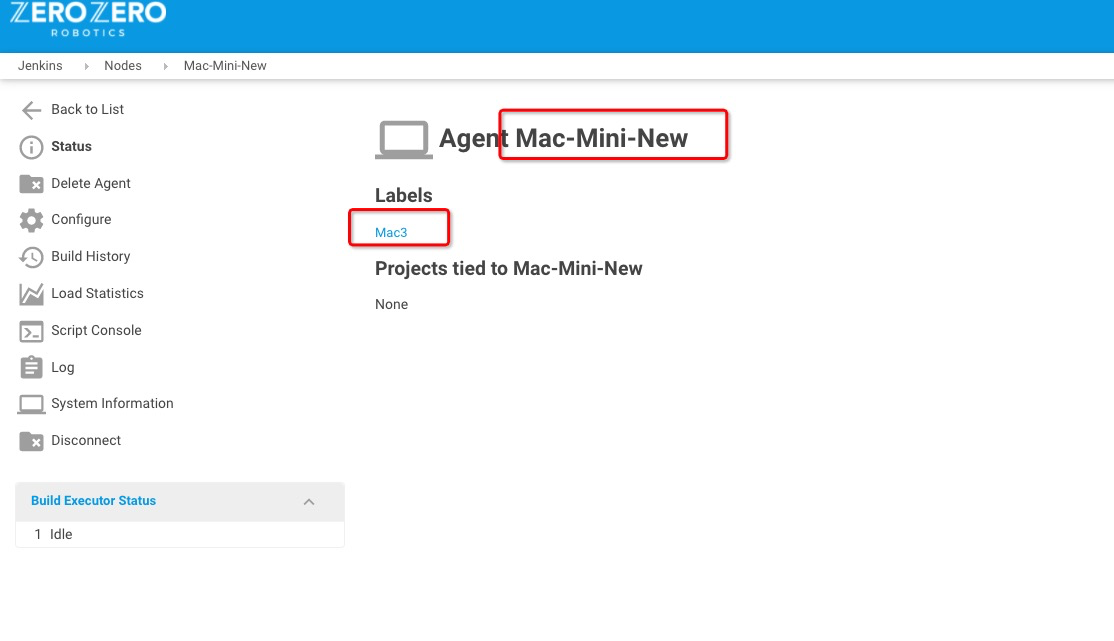 ZEROZERO
ROBOTICS
Jenkins Nodes Mac-Mini-New
Back to List
Status
Delete Agent
Configure
Build History
Load Statistics
Script Console
Log
System Information
Disconnect
Build Executor Status
1 Idle
Agent Mac-Mini-New
Labels
Mac3
Projects tied to Mac-Mini-New
None